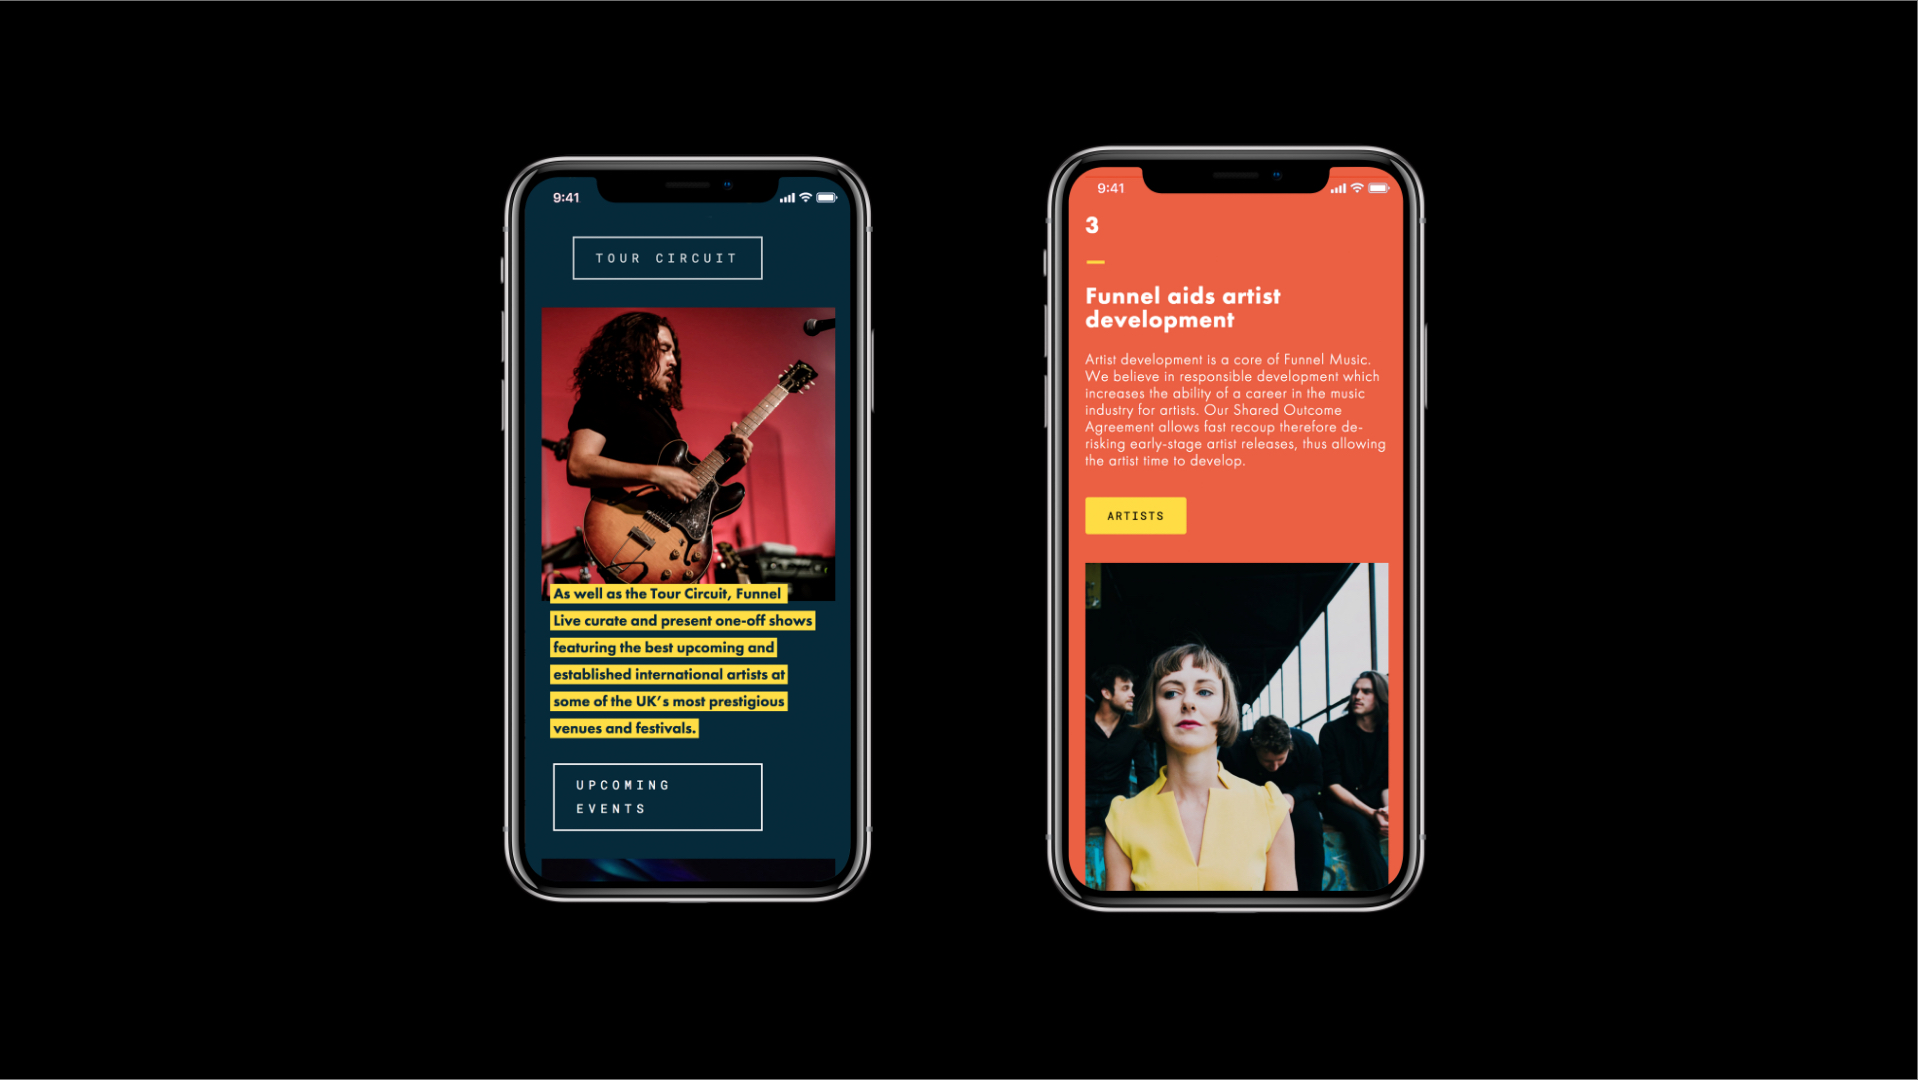 9:41
TOUR CIRCUIT
As well as the Tour Circuit, Funnel
Live curate and present one-off shows
featuring the best upcoming and
established international artists at
some of the UK's most prestigious
venues and festivals.
UPCOMING
EVENTS
9:41
3
Funnel aids artist
development
Artist development is a core of Funnel Music.
We believe in responsible development which
increases the ability of a career in the music
industry for artists. Our Shared Outcome
Agreement allows fast recoup therefore de-
risking early-stage artist releases, thus allowing
the artist time to develop.
ARTISTS